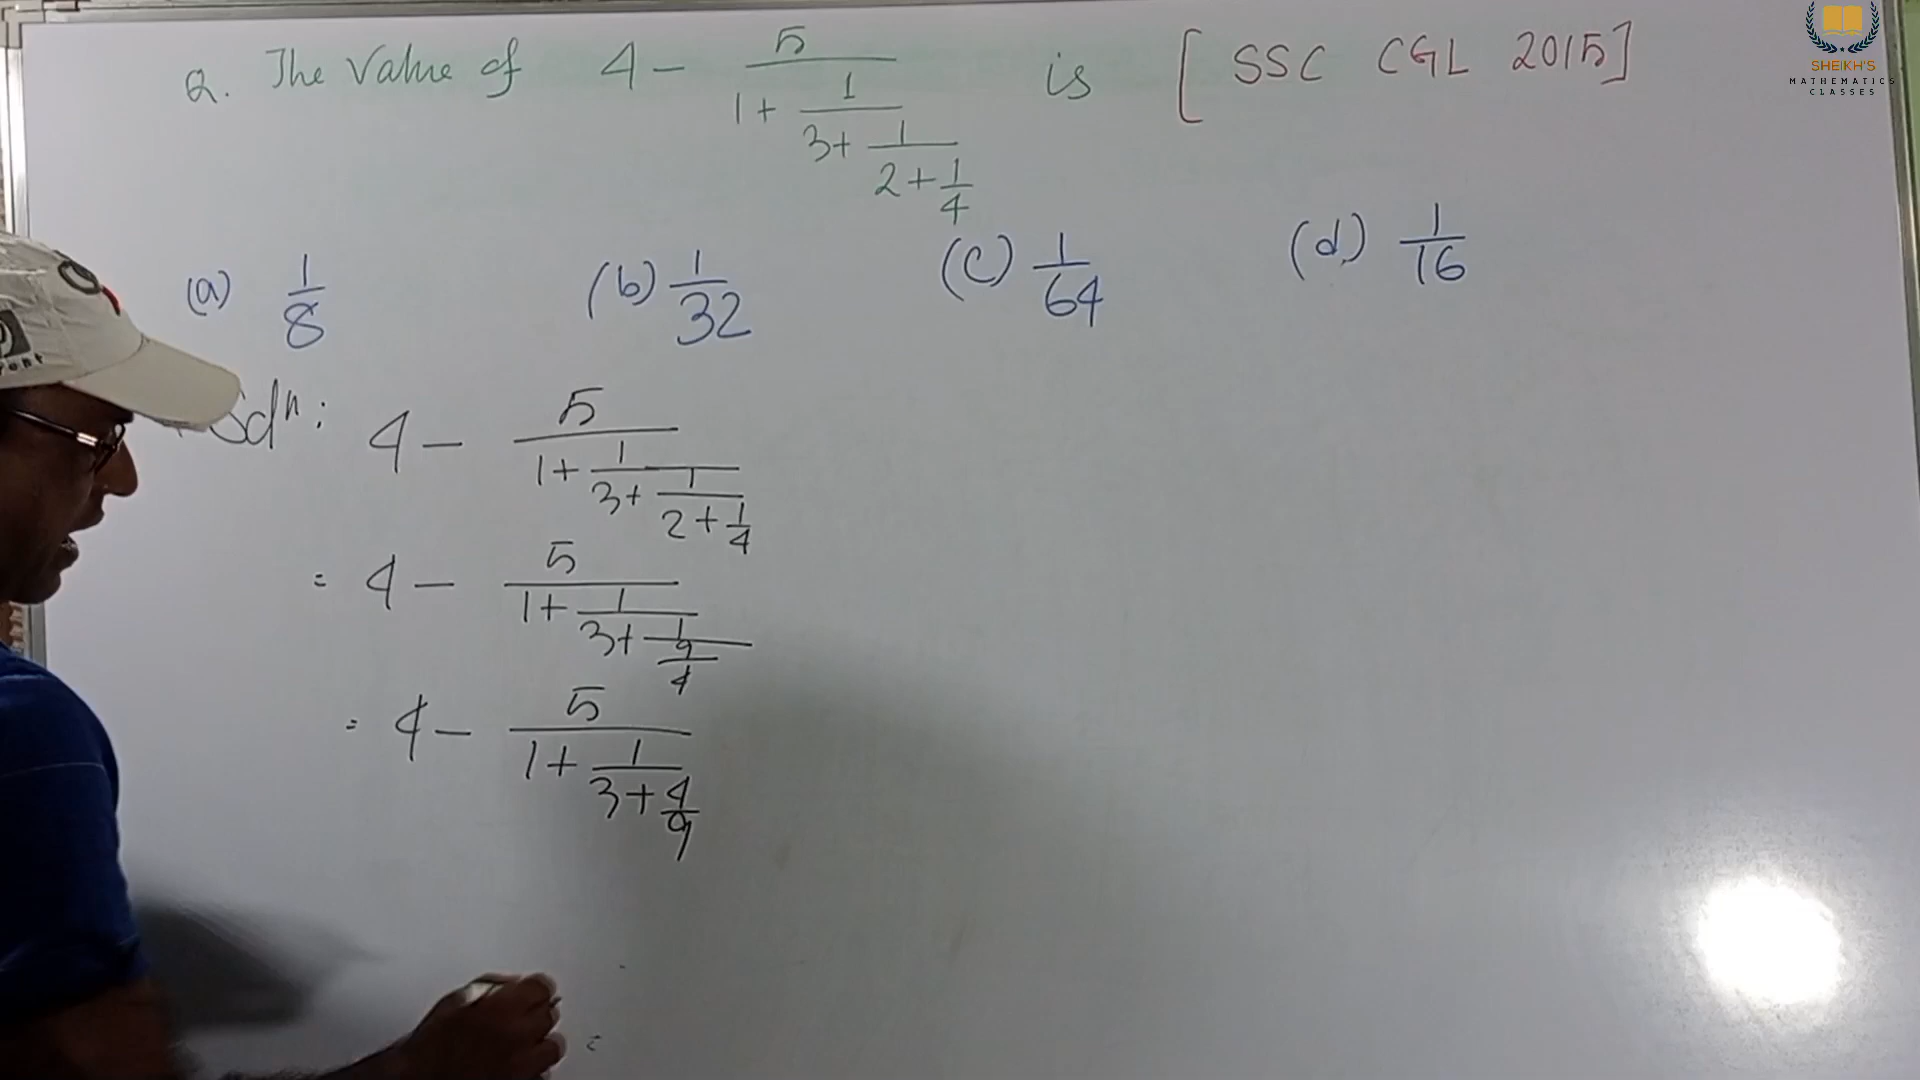 Q. The Value of 4 - 5/(1 + 1/(3 + 1/(2 + 1/4))) is [SSC CGL 2015]
(a) 1/8 (b) 1/32 (c) 1/64 (d) 1/16
Solⁿ: 4 - 5/(1 + 1/(3 + 1/(2 + 1/4)))
= 4 - 5/(1 + 1/(3 + 1/(9/4)))
= 4 - 5/(1 + 1/(3 + 4/9))
=
SHEIKH'S
MATHEMATICS
CLASSES